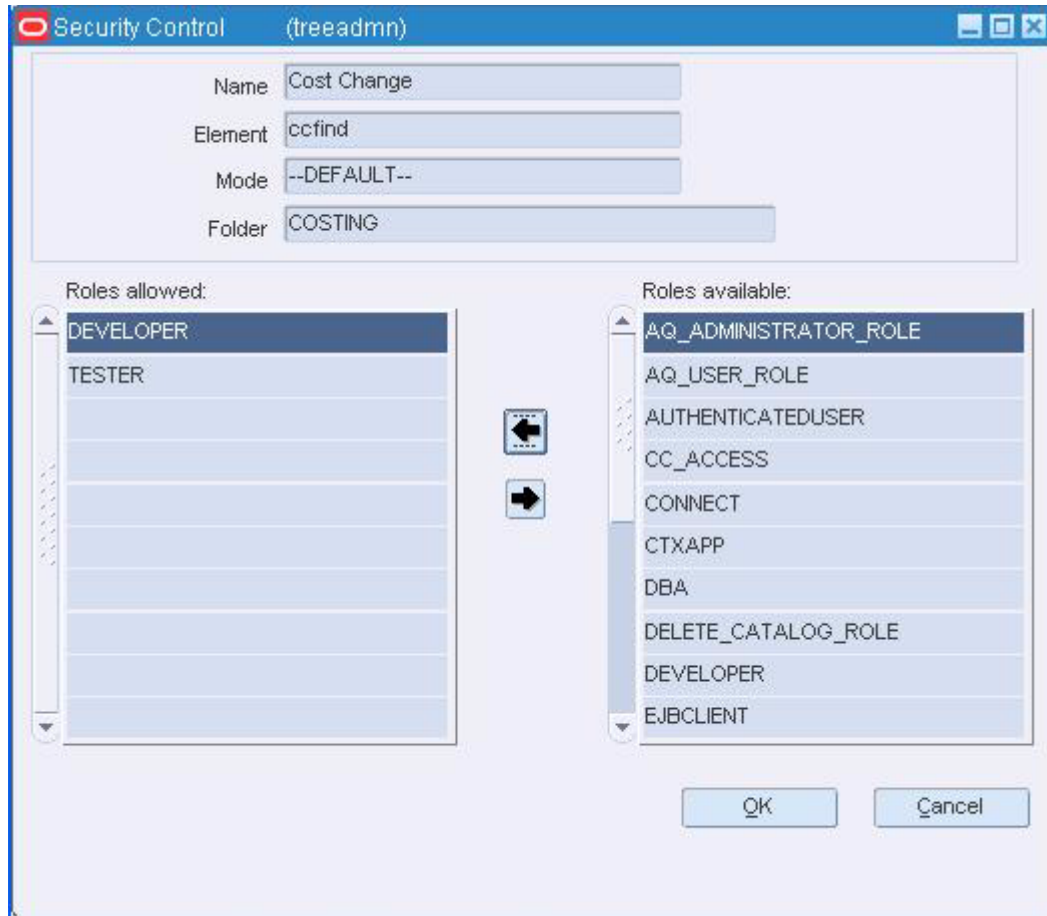 Security Control (treeadmn)
Name Cost Change
Element ccfind
Mode --DEFAULT--
Folder COSTING
Roles allowed:
DEVELOPER
TESTER
Roles available:
AQ_ADMINISTRATOR_ROLE
AQ_USER_ROLE
AUTHENTICATEDUSER
CC_ACCESS
CONNECT
CTXAPP
DBA
DELETE_CATALOG_ROLE
DEVELOPER
EJBCLIENT
OK Cancel